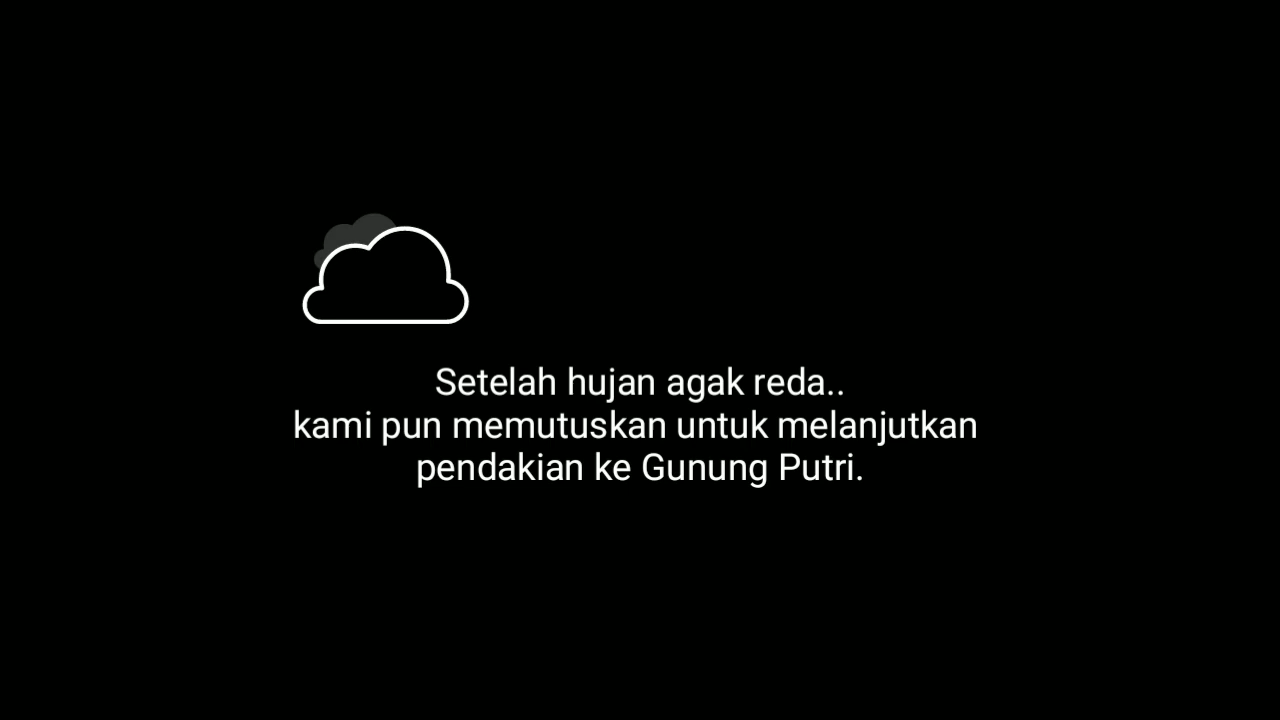 Setelah hujan agak reda..
kami pun memutuskan untuk melanjutkan
pendakian ke Gunung Putri.